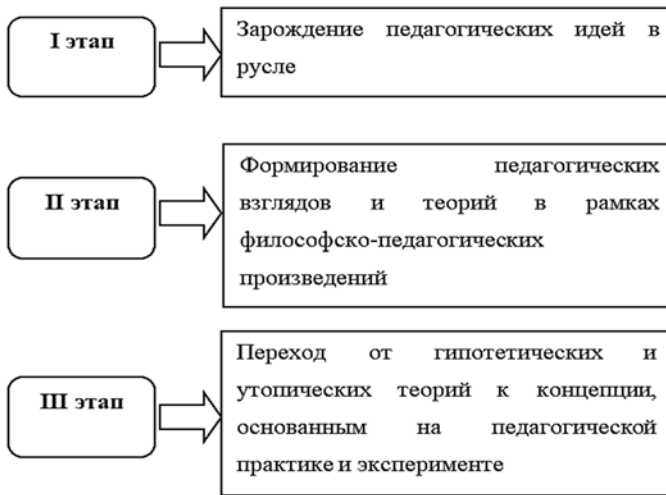 I этап
Зарождение педагогических идей в
русле
II этап
Формирование педагогических
взглядов и теорий в рамках
философско-педагогических
произведений
III этап
Переход от гипотетических и
утопических теорий к концепции,
основанным на педагогической
практике и эксперименте